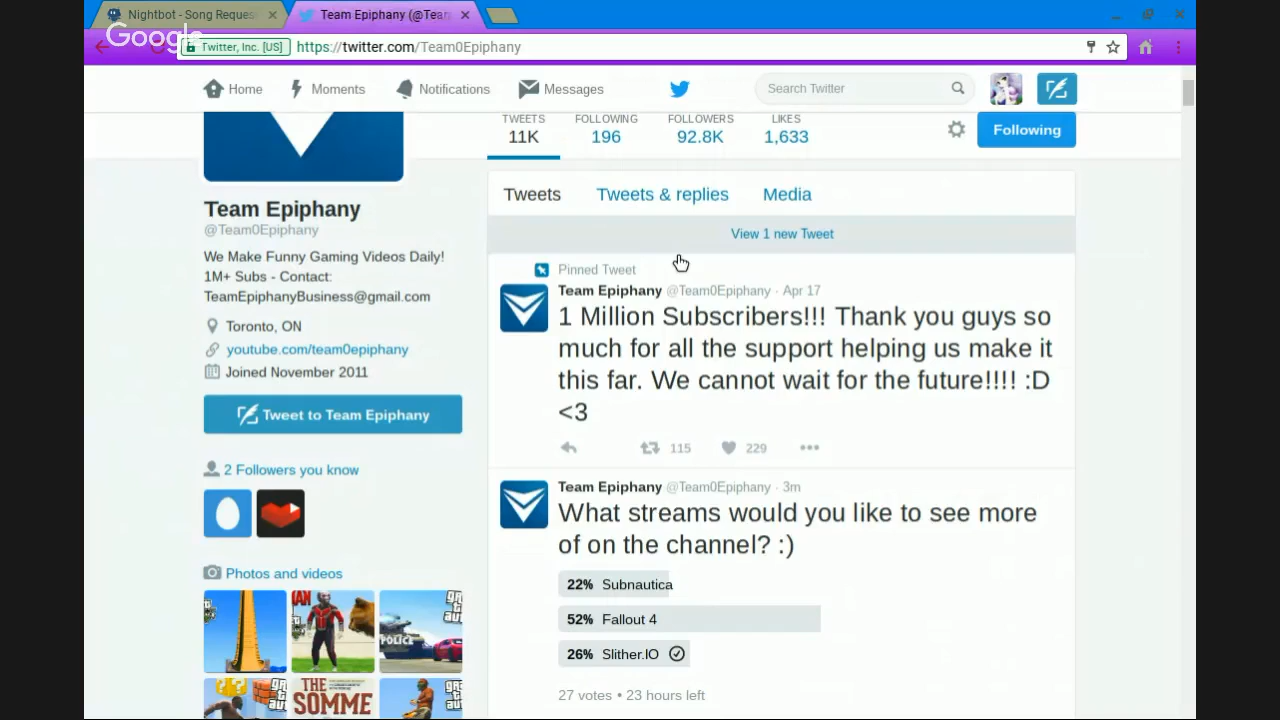 Nightbot - Song Reques
Team Epiphany (@Tear
Google
Twitter, Inc. [US]
https://twitter.com/Team0Epiphany
Home
Moments
Notifications
Messages
Search Twitter
TWEETS
11K
FOLLOWING
196
FOLLOWERS
92.8K
LIKES
1,633
Following
Team Epiphany
@Team0Epiphany
We Make Funny Gaming Videos Daily!
1M+ Subs - Contact:
TeamEpiphanyBusiness@gmail.com
Toronto, ON
youtube.com/team0epiphany
Joined November 2011
Tweet to Team Epiphany
2 Followers you know
Photos and videos
POLICE
THE
SOMME
Tweets
Tweets & replies
Media
View 1 new Tweet
Pinned Tweet
Team Epiphany @Team0Epiphany · Apr 17
1 Million Subscribers!!! Thank you guys so
much for all the support helping us make it
this far. We cannot wait for the future!!!! :D
<3
115
229
Team Epiphany @Team0Epiphany · 3m
What streams would you like to see more
of on the channel? :)
22% Subnautica
52% Fallout 4
26% Slither.IO
27 votes • 23 hours left